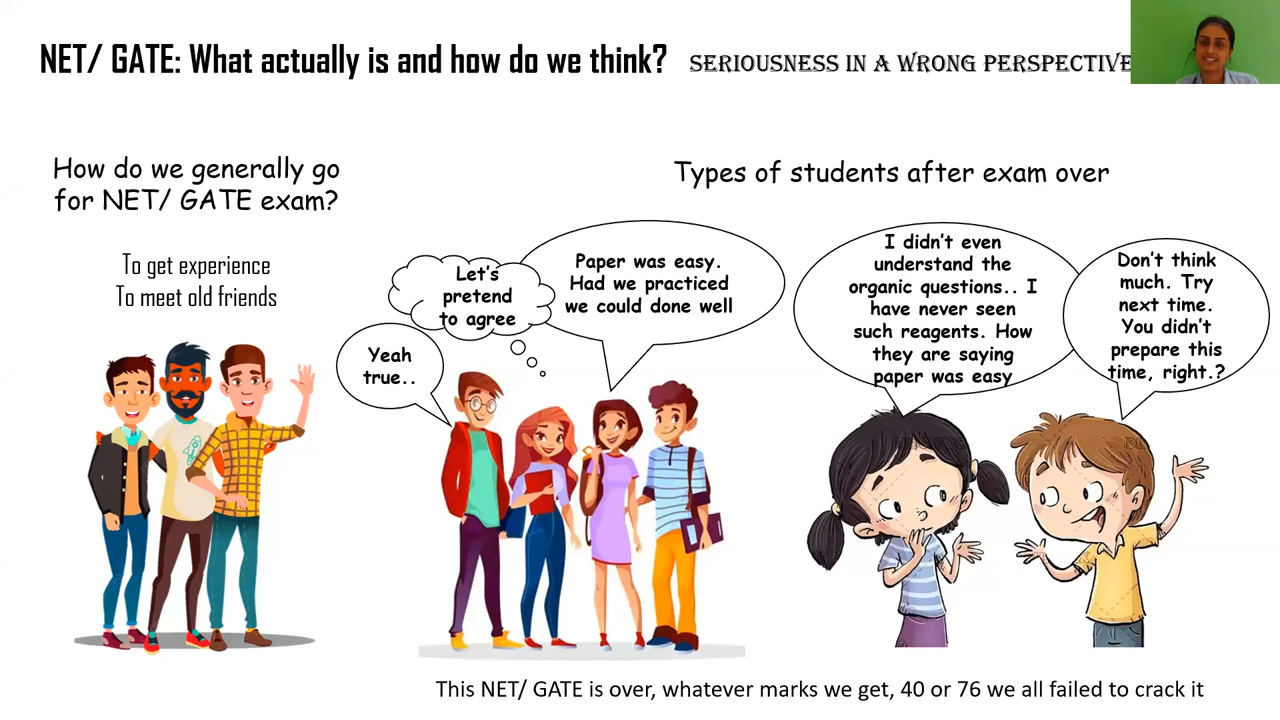 NET/ GATE: What actually is and how do we think?
SERIOUSNESS IN A WRONG PERSPECTIVE
How do we generally go
for NET/ GATE exam?
To get experience
To meet old friends
Types of students after exam over
Yeah
true..
Let's
pretend
to agree
Paper was easy.
Had we practiced
we could done well
I didn't even
understand the
organic questions.. I
have never seen
such reagents. How
they are saying
paper was easy
Don't think
much. Try
next time.
You didn't
prepare this
time, right.?
This NET/ GATE is over, whatever marks we get, 40 or 76 we all failed to crack it